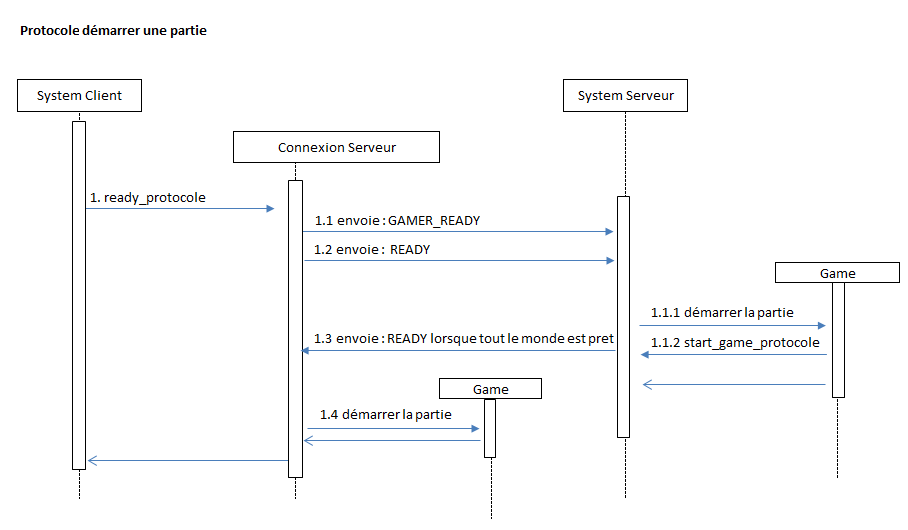 Protocole démarrer une partie
System Client
System Serveur
Connexion Serveur
1. ready_protocole
1.1 envoie : GAMER_READY
1.2 envoie : READY
Game
1.1.1 démarrer la partie
1.3 envoie : READY lorsque tout le monde est pret
1.1.2 start_game_protocole
Game
1.4 démarrer la partie